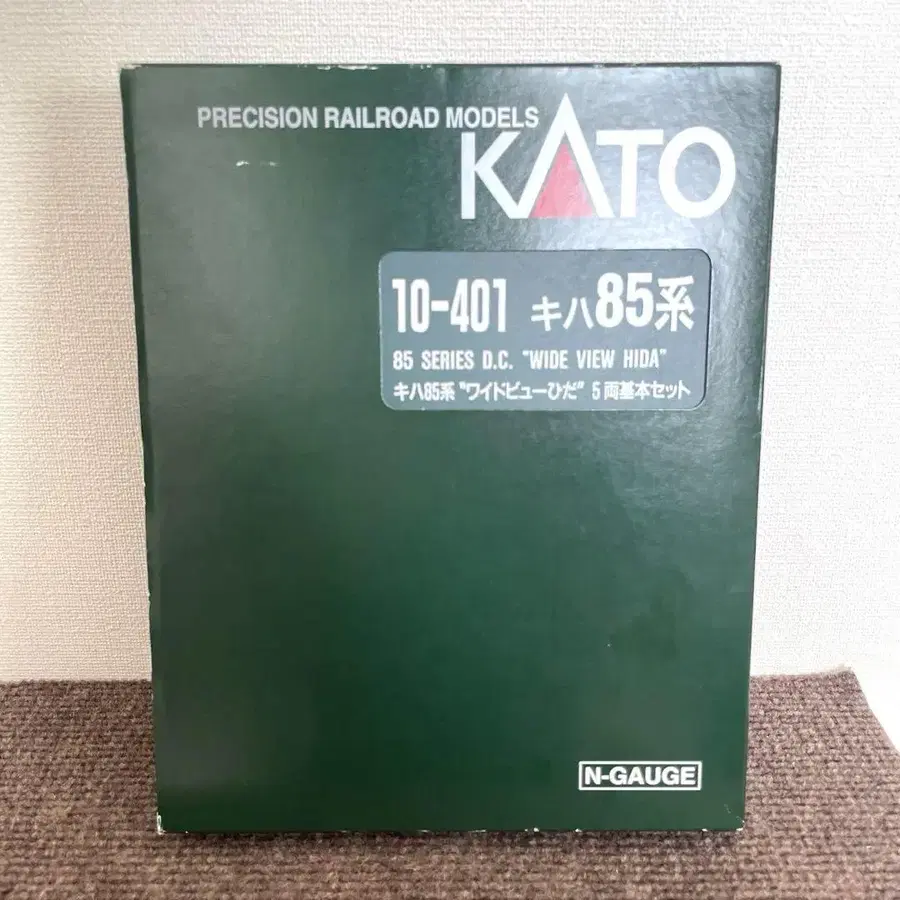 PRECISION RAILROAD MODELS
KATO
10-401 キハ85系
85 SERIES D.C. "WIDE VIEW HIDA"
キハ85系 "ワイドビューひだ" 5両基本セット
N-GAUGE